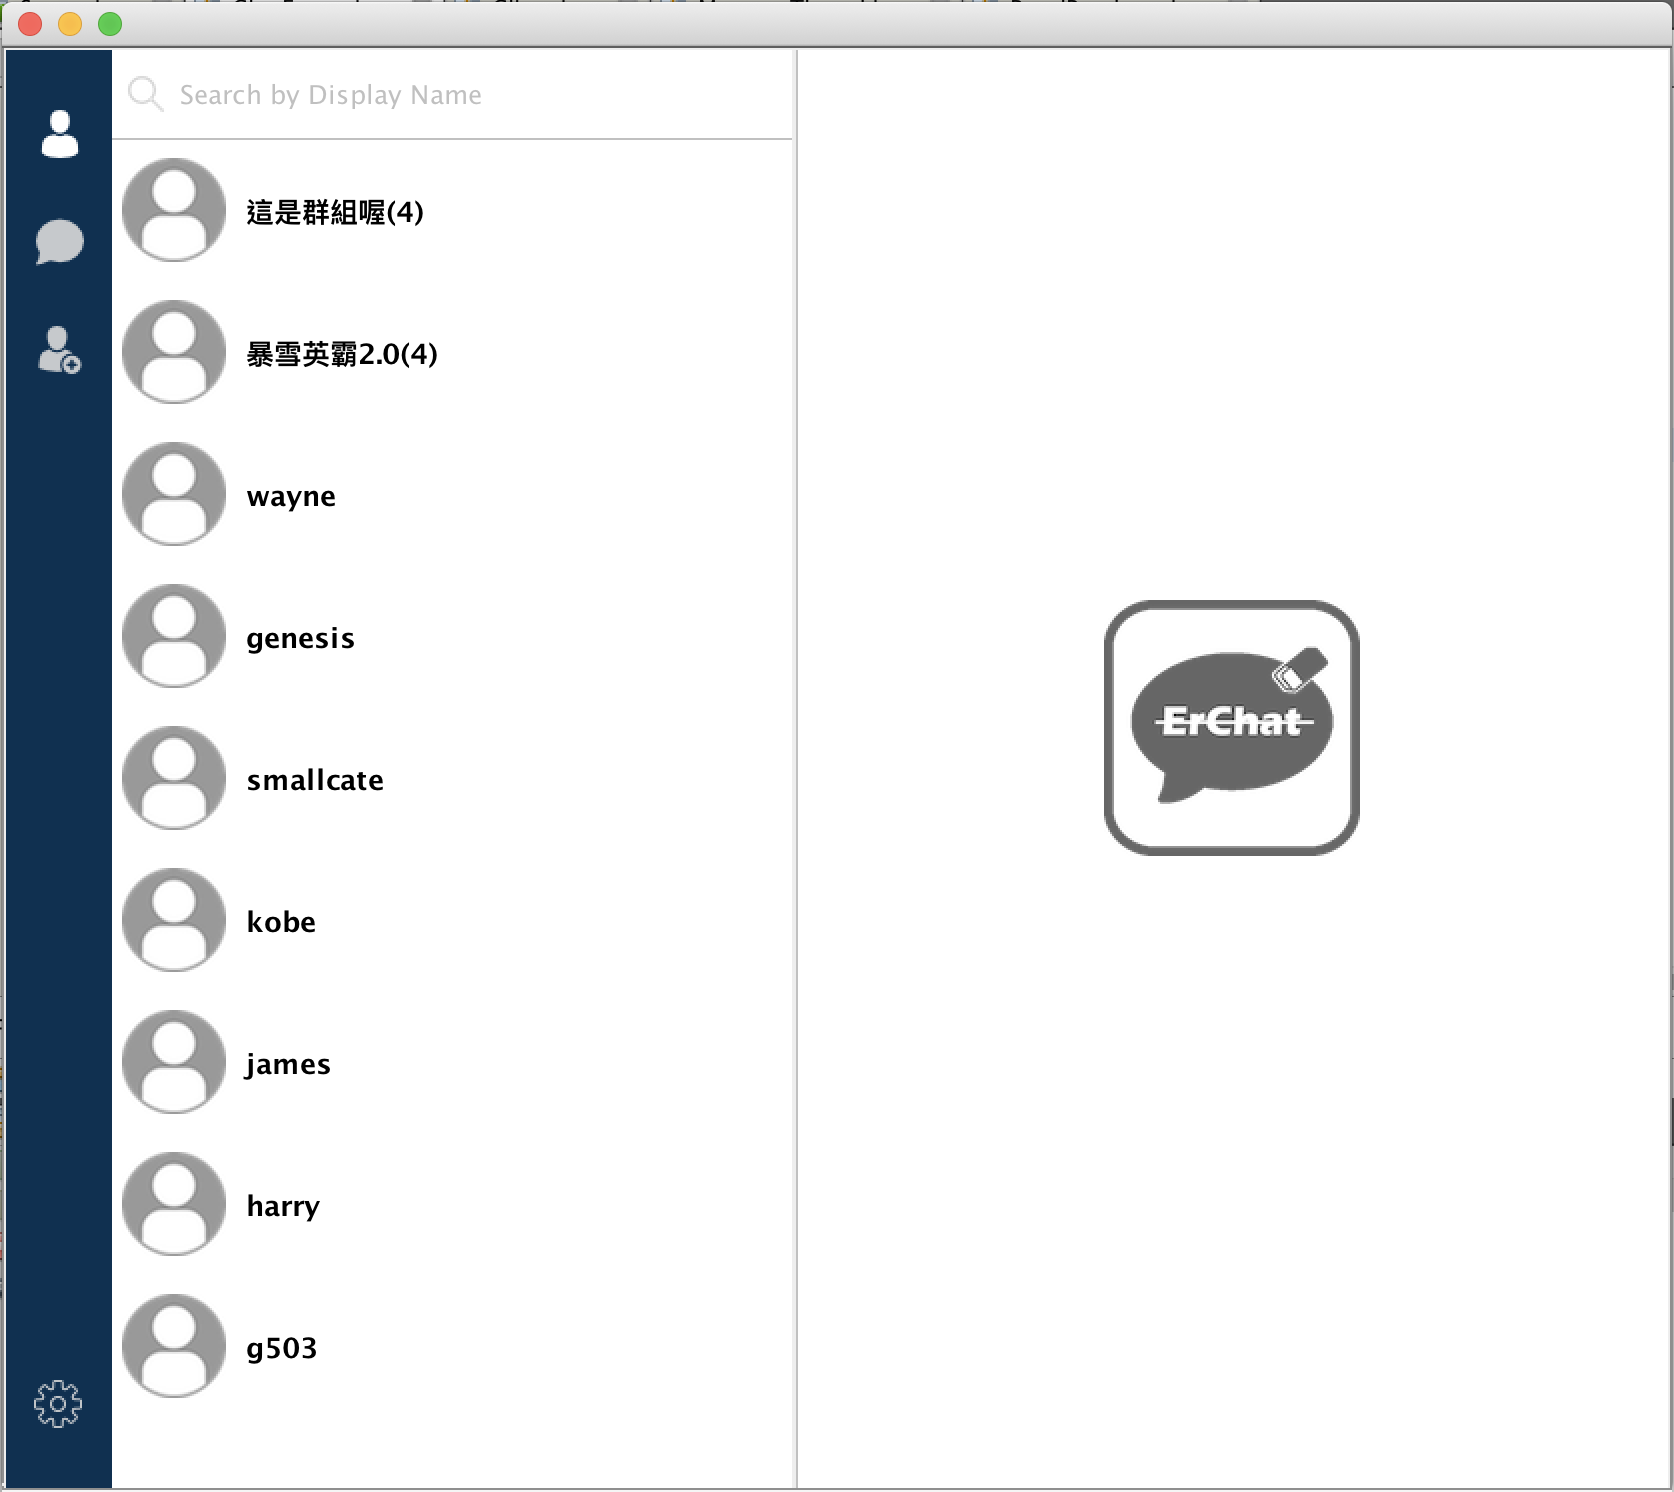 Search by Display Name
這是群組喔(4)
暴雪英霸2.0(4)
wayne
genesis
smallcate
kobe
james
harry
g503
ErChat